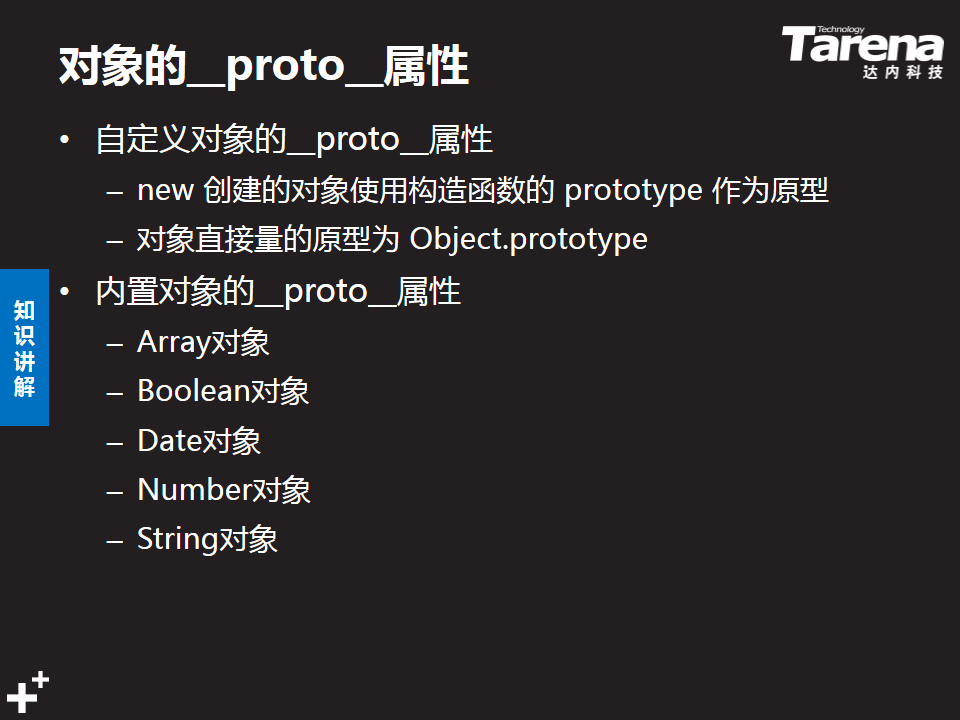 对象的__proto__属性
Technology
Tarena
达内科技
• 自定义对象的__proto__属性
– new 创建的对象使用构造函数的 prototype 作为原型
– 对象直接量的原型为 Object.prototype
• 内置对象的__proto__属性
– Array对象
– Boolean对象
– Date对象
– Number对象
– String对象
知识讲解